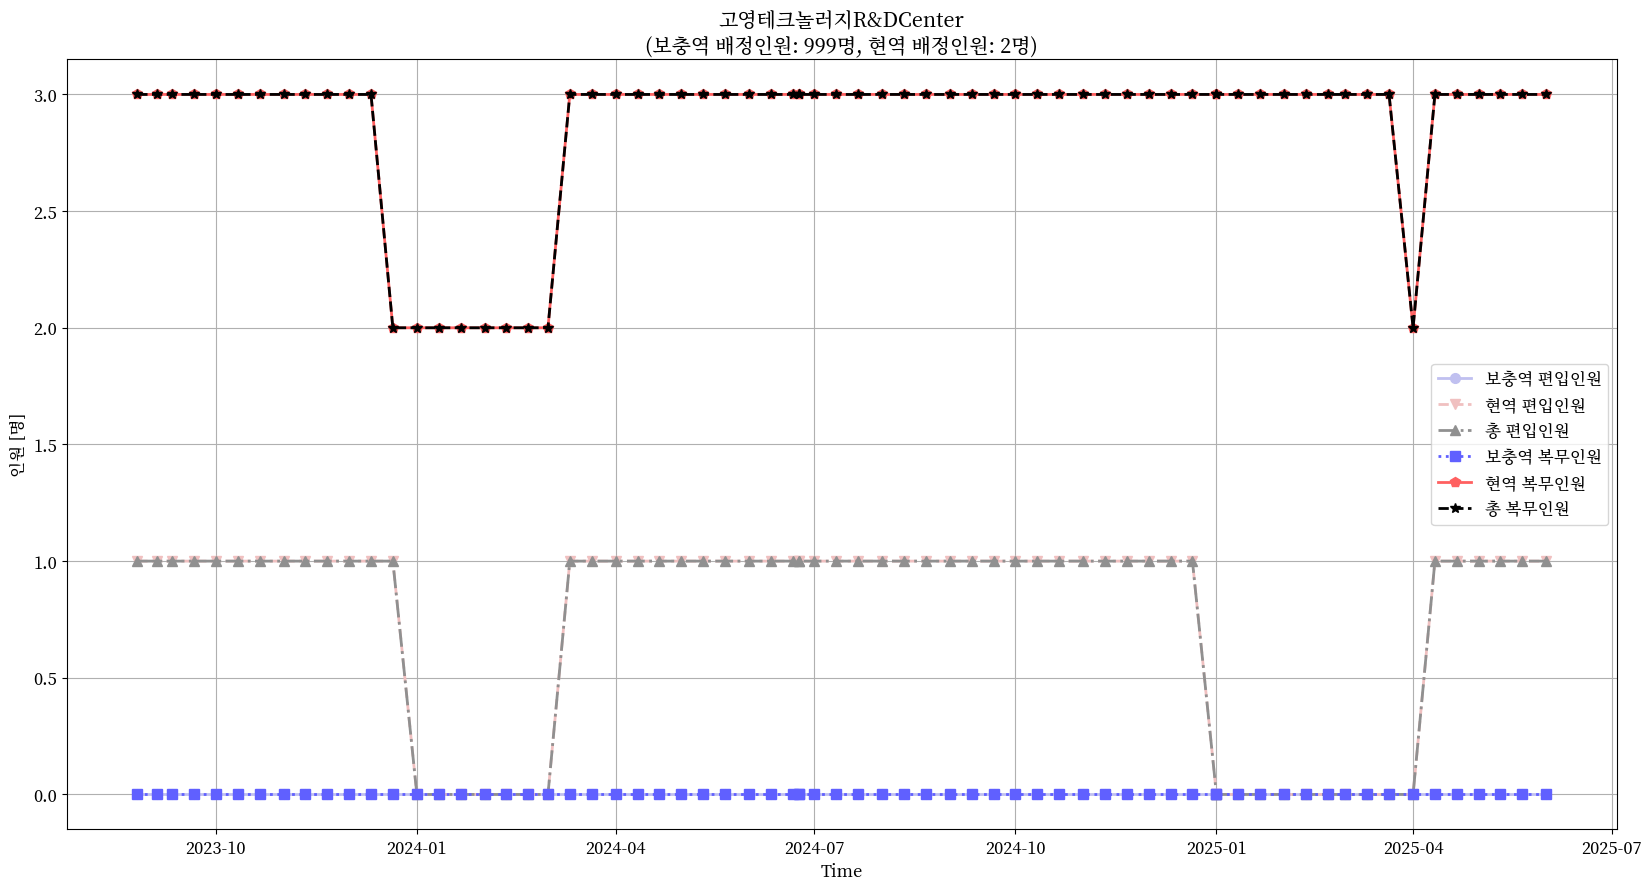 고영테크놀러지R&DCenter
(보충역 배정인원: 999명, 현역 배정인원: 2명)
3.0
2.5
2.0
1.5
1.0
0.5
0.0
인원 [명]
보충역 편입인원
현역 편입인원
총 편입인원
보충역 복무인원
현역 복무인원
총 복무인원
2023-10
2024-01
2024-04
2024-07
2024-10
2025-01
2025-04
2025-07
Time